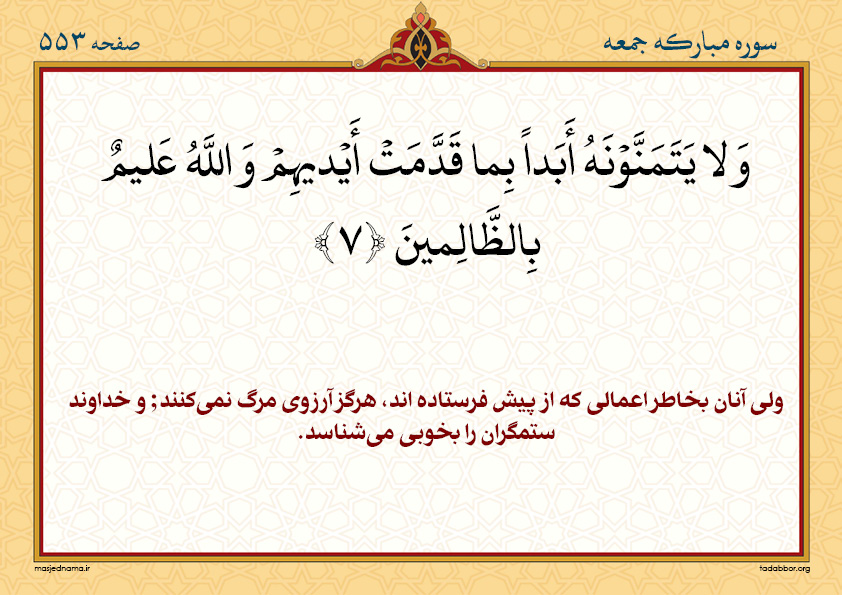 سوره مبارکه جمعه
صفحه ۵۵۳
وَ لا يَتَمَنَّوْنَهُ أَبَداً بِما قَدَّمَتْ أَيْديهِمْ وَ اللَّهُ عَليمٌ
بِالظَّالِمينَ ﴿۷﴾
ولی آنان بخاطر اعمالی که از پیش فرستاده اند، هرگز آرزوی مرگ نمی‌کنند; و خداوند
ستمگران را بخوبی می‌شناسد.
masjednama.ir
tadabbor.org